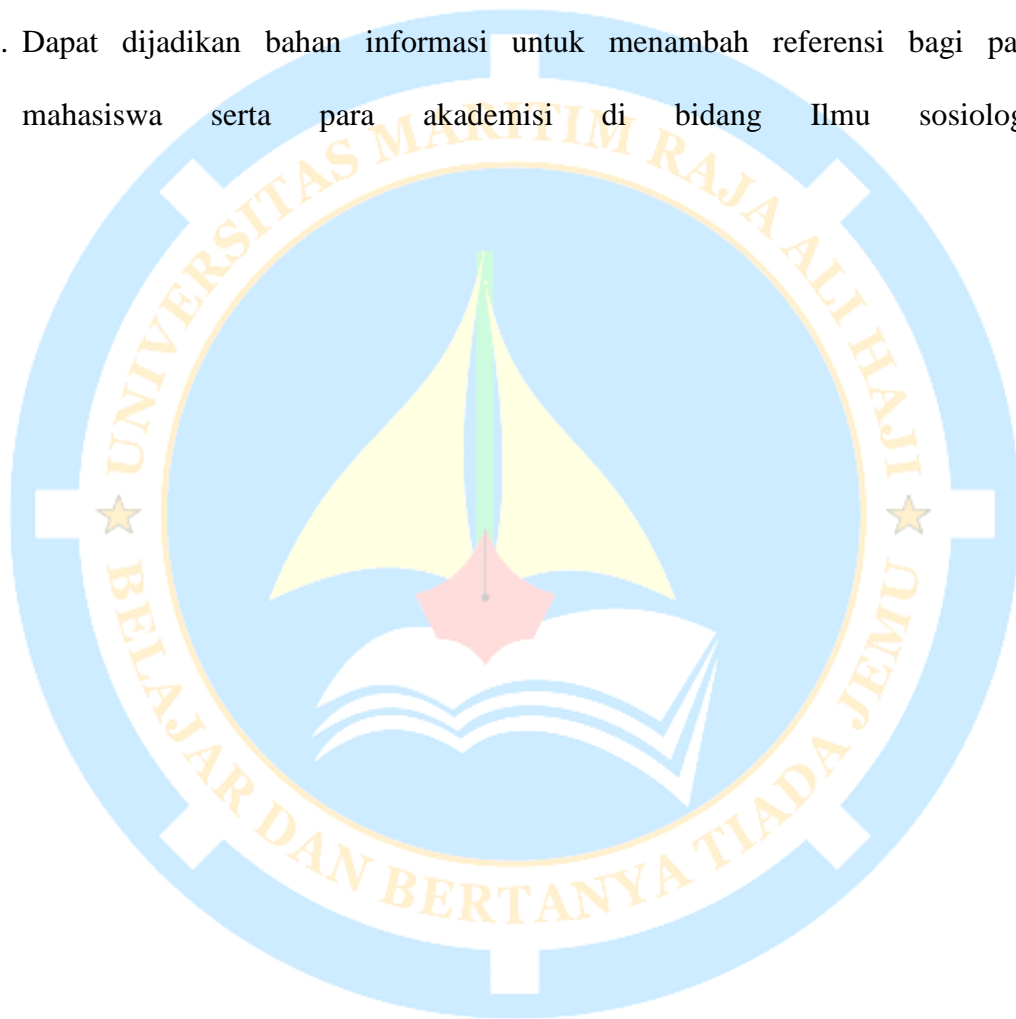 . Dapat dijadikan bahan informasi untuk menambah referensi bagi pa
mahasiswa serta para akademisi di bidang Ilmu sosiolog
UNIVERSITAS MARITIM RAJA ALI HAJI
BELAJAR DAN BERTANYA TIADA JEMU